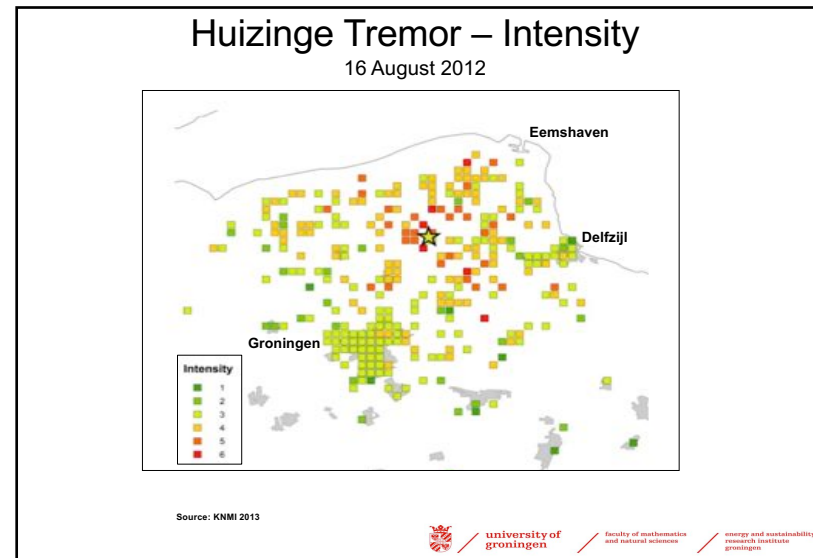 Huizinge Tremor – Intensity
16 August 2012
Eemshaven
Delfzijl
Groningen
Intensity
1
2
3
4
5
6
Source: KNMI 2013
university of
groningen
faculty of mathematics
and natural sciences
energy and sustainability
research institute
groningen